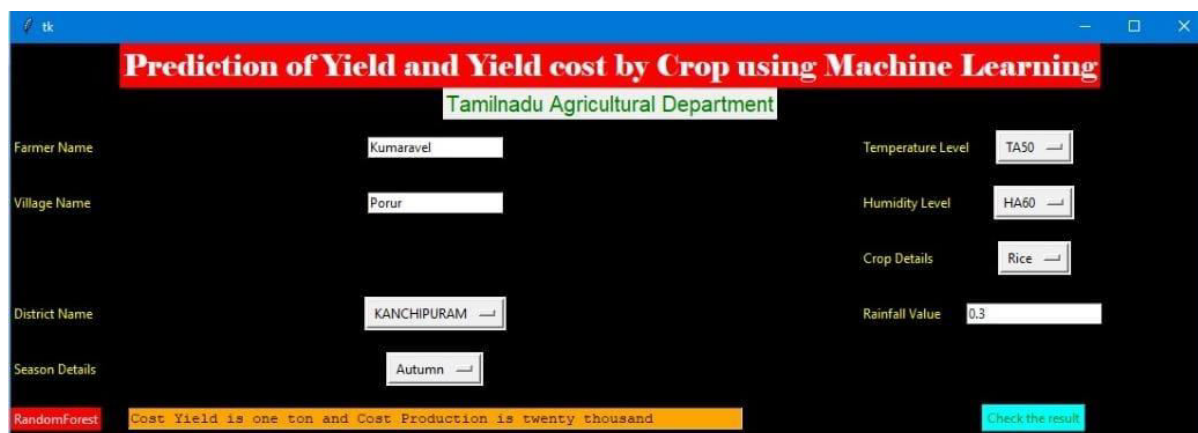 tk
Prediction of Yield and Yield cost by Crop using Machine Learning
Tamilnadu Agricultural Department
Farmer Name Kumaravel Temperature Level TA50
Village Name Porur Humidity Level HA60
Crop Details Rice
District Name KANCHIPURAM Rainfall Value 0.3
Season Details Autumn
RandomForest Cost Yield is one ton and Cost Production is twenty thousand Check the result